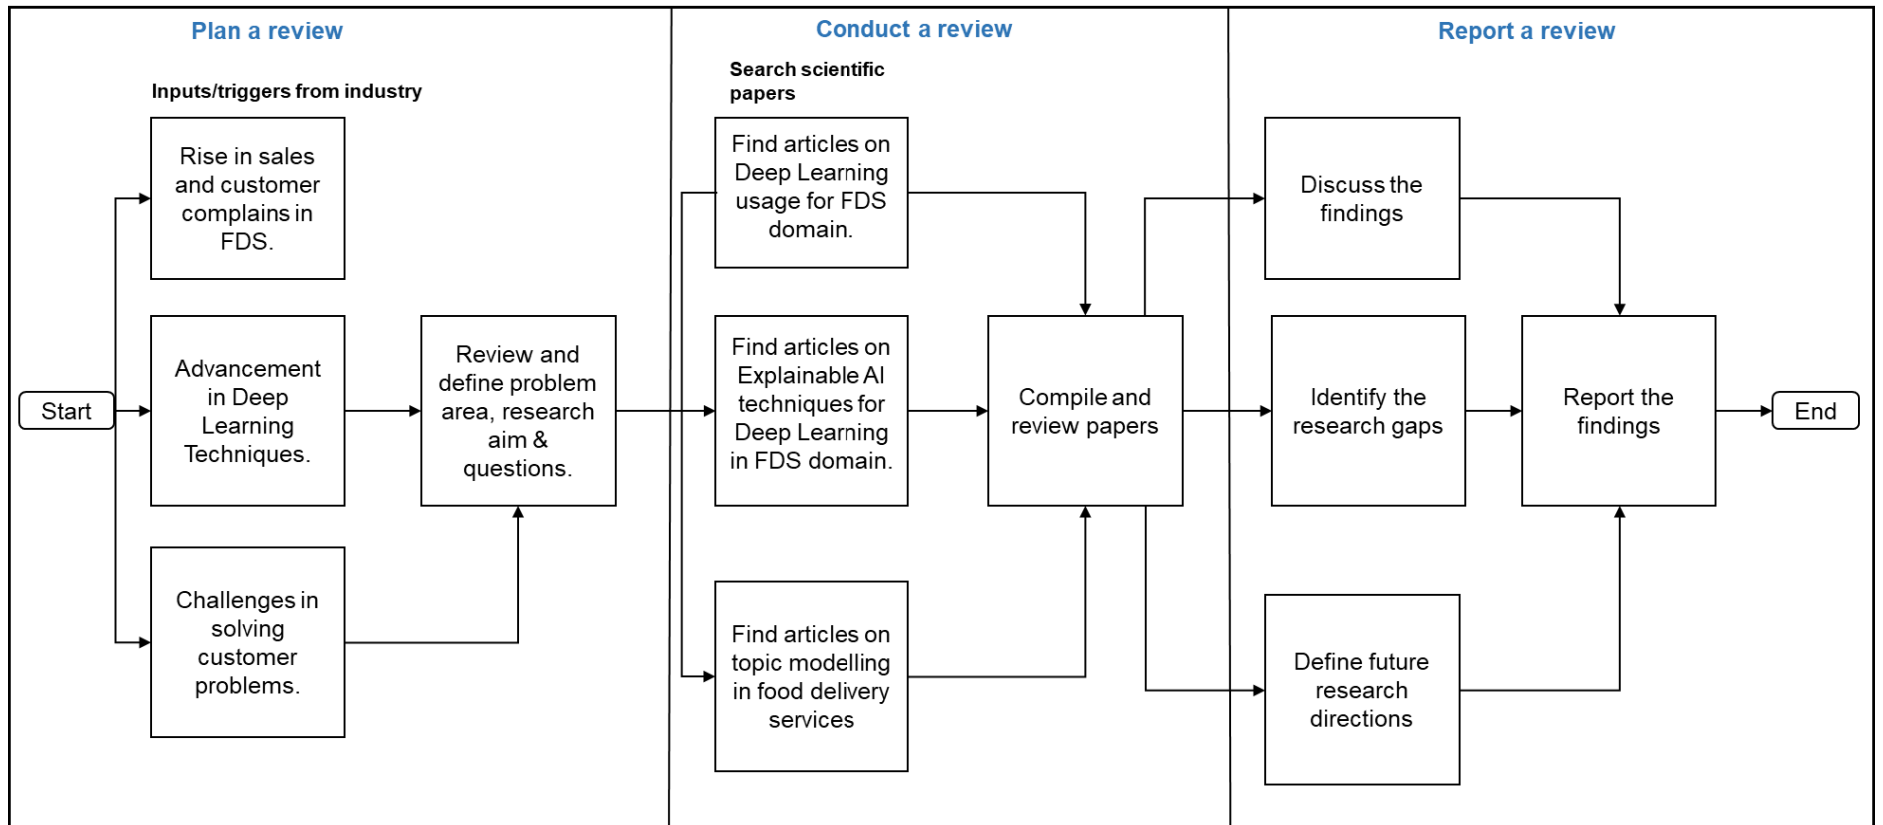 Plan a review
Conduct a review
Report a review
Inputs/triggers from industry
Search scientific
papers
Rise in sales
and customer
complains in
FDS.
Find articles on
Deep Learning
usage for FDS
domain.
Discuss the
findings
Start
Advancement
in Deep
Learning
Techniques.
Review and
define problem
area, research
aim &
questions.
Find articles on
Explainable AI
techniques for
Deep Learning
in FDS domain.
Compile and
review papers
Identify the
research gaps
Report the
findings
End
Challenges in
solving
customer
problems.
Find articles on
topic modelling
in food delivery
services
Define future
research
directions